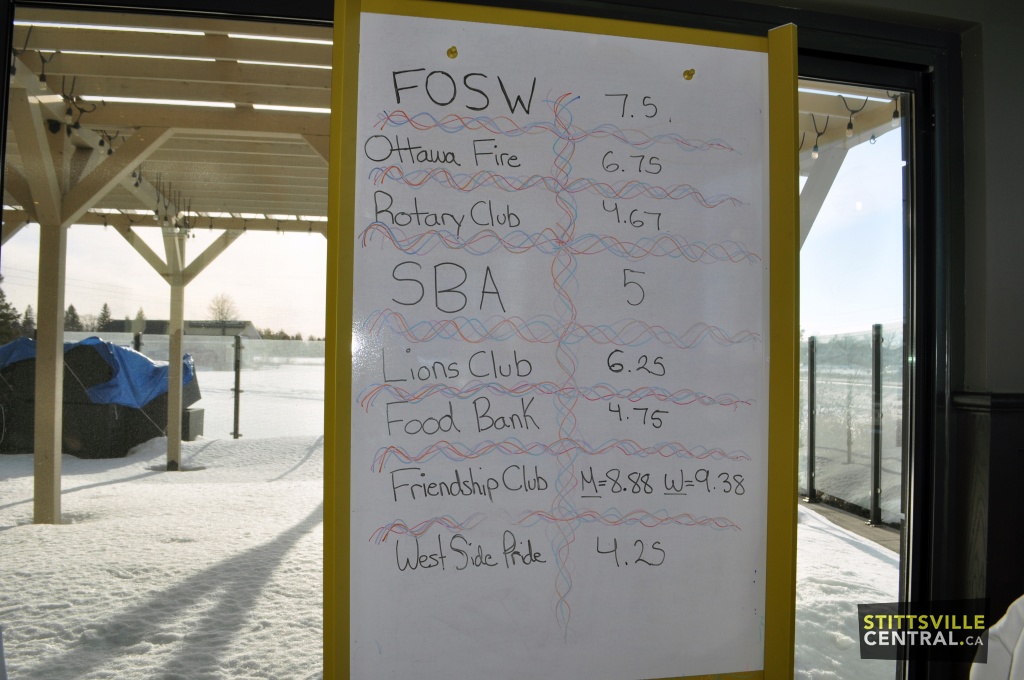 FOSW 7.5
Ottawa Fire 6.75
Rotary Club 4.67
SBA 5
Lions Club 6.25
Food Bank 4.75
Friendship Club M=8.88 W=9.38
West Side Pride 4.25
STITTSVILLE
CENTRAL.CA